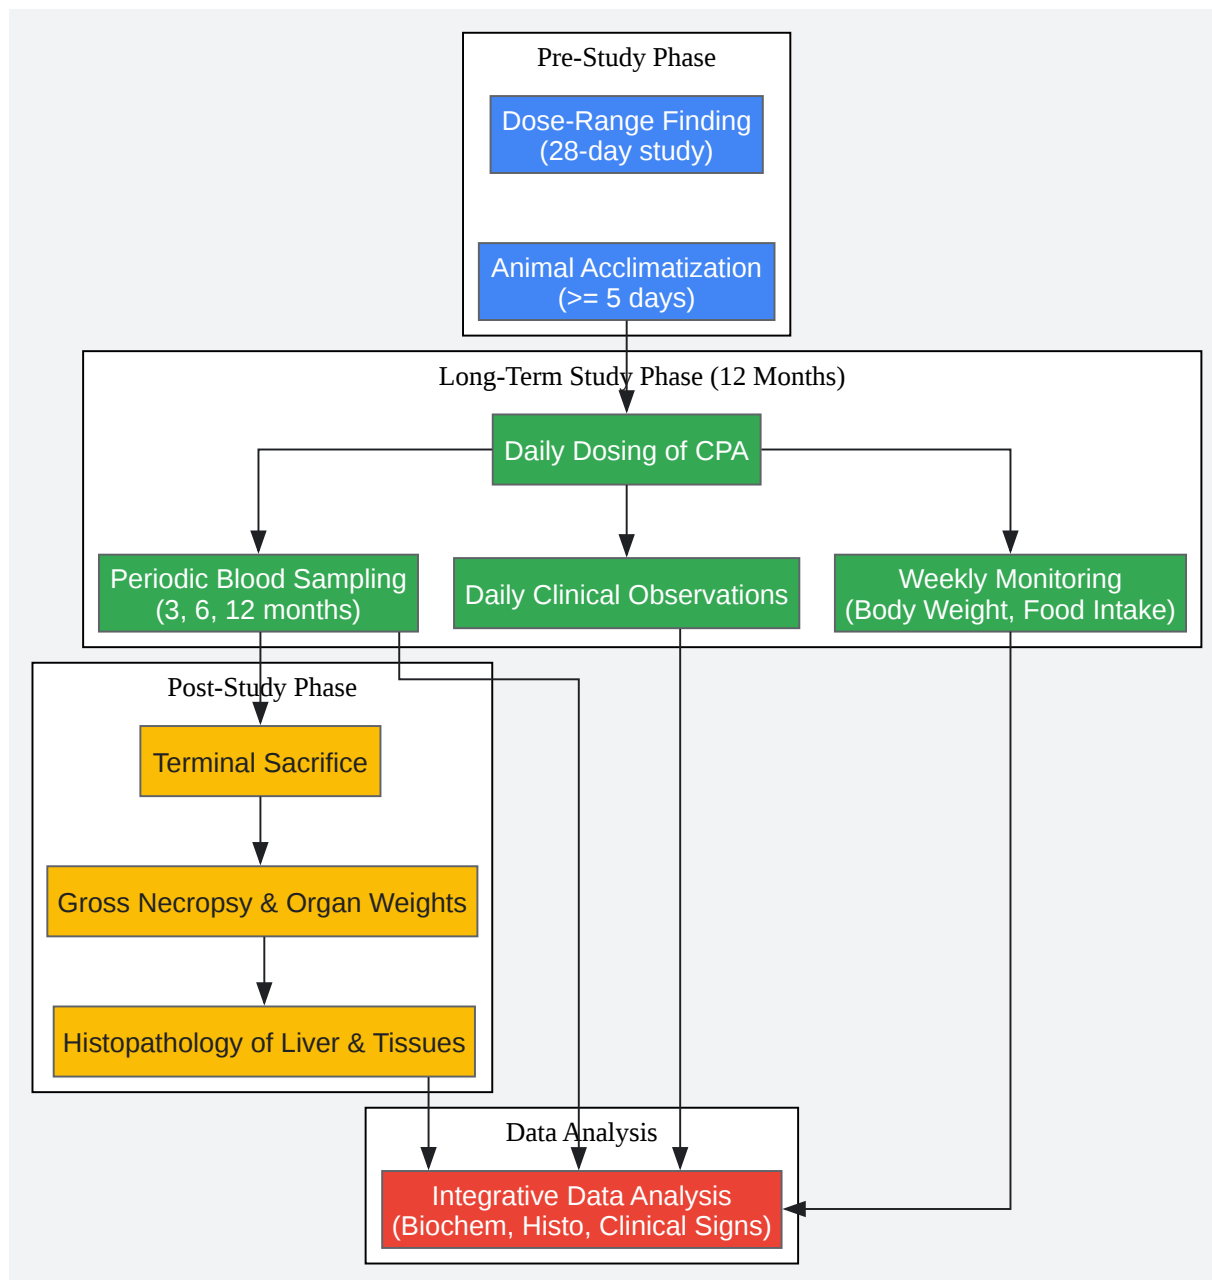 Pre-Study Phase
Dose-Range Finding
(28-day study)
Animal Acclimatization
(>= 5 days)
Long-Term Study Phase (12 Months)
Daily Dosing of CPA
Periodic Blood Sampling
(3, 6, 12 months)
Daily Clinical Observations
Weekly Monitoring
(Body Weight, Food Intake)
Post-Study Phase
Terminal Sacrifice
Gross Necropsy & Organ Weights
Histopathology of Liver & Tissues
Data Analysis
Integrative Data Analysis
(Biochem, Histo, Clinical Signs)